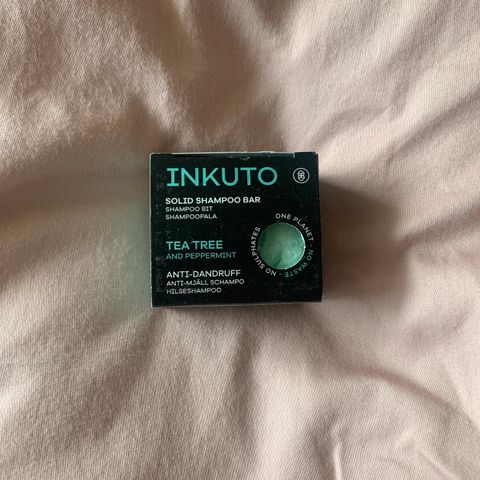 INKUTO
SOLID SHAMPOO BAR
SHAMPOO BIT
SHAMPOOPALA
TEA TREE
AND PEPPERMINT
ANTI-DANDRUFF
ANTI-MJÄLL SCHAMPO
HILSESHAMPOO
ONE PLANET - NO WASTE - NO SULPHATES